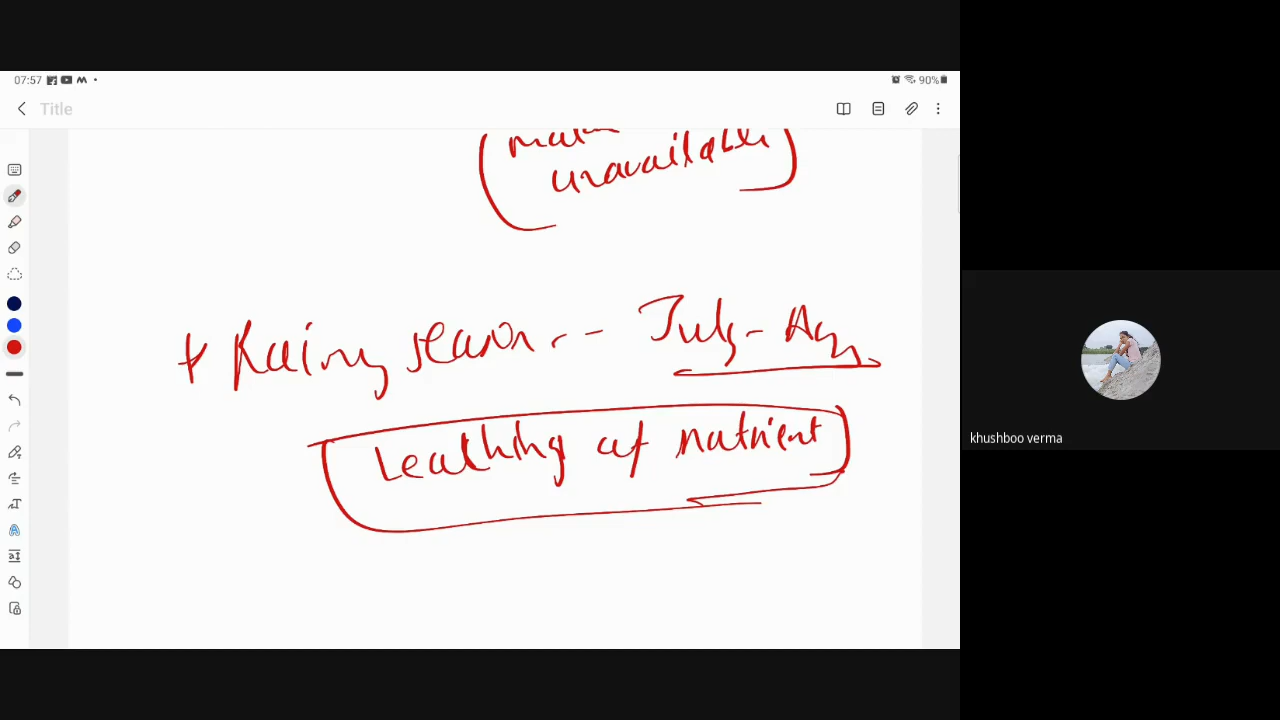 07:57
90%
Title
unavailable
* Rainy season -- July - Aug
Leaching of nutrient
khushboo verma